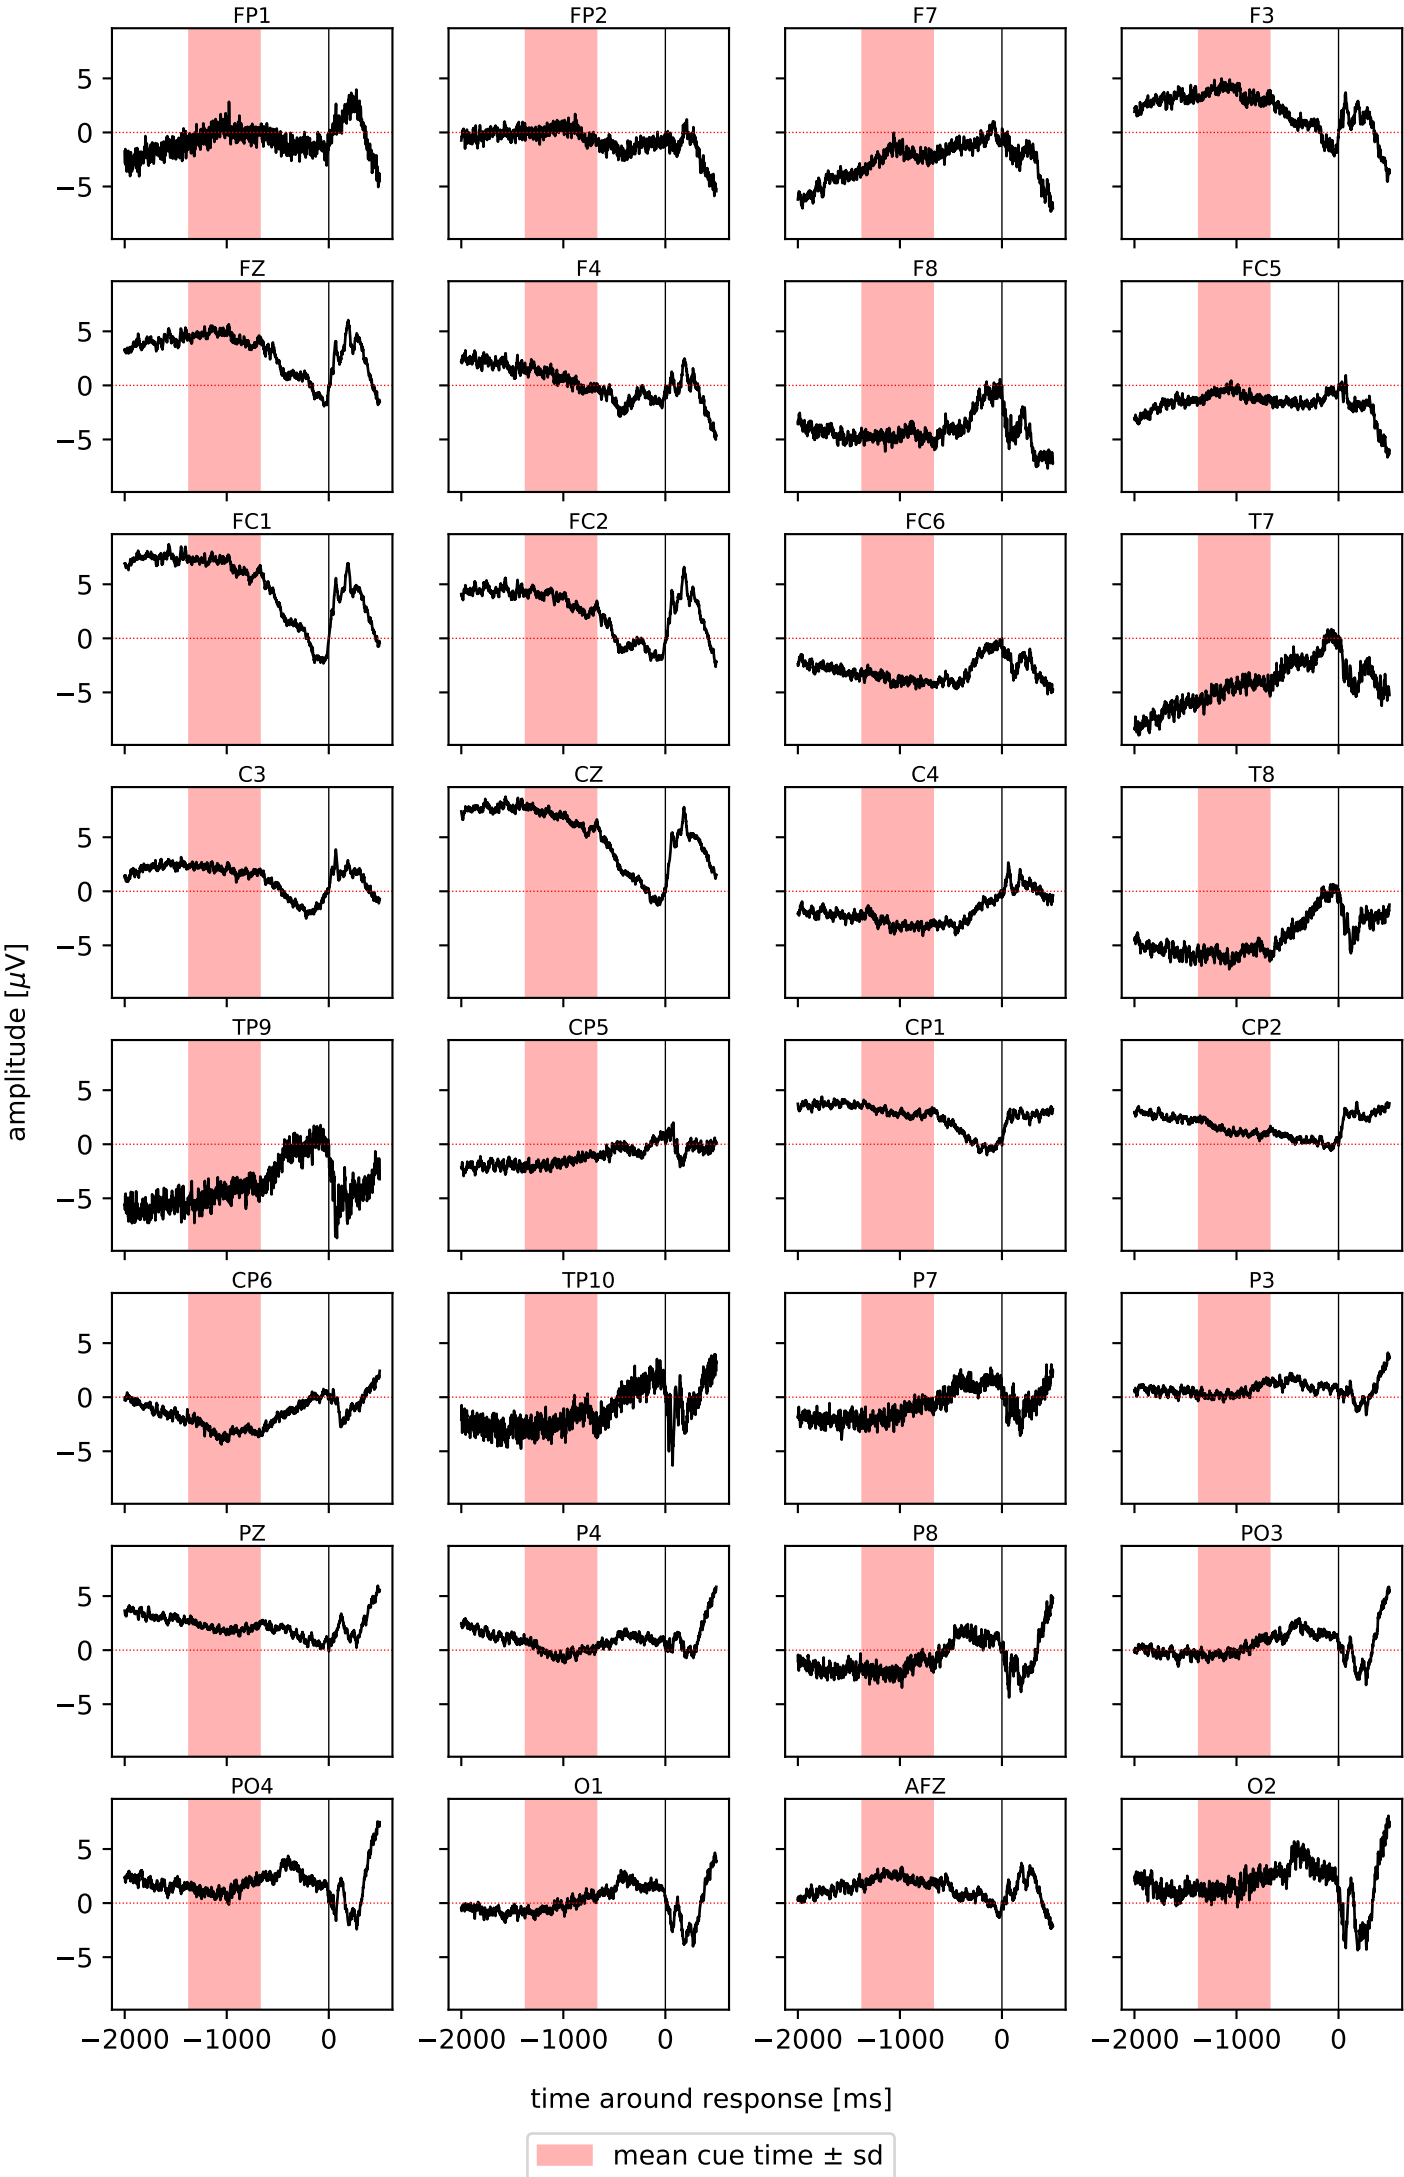 FP1 FP2 F7 F3
5
0
−5
FZ F4 F8 FC5
5
0
−5
FC1 FC2 FC6 T7
5
0
−5
C3 CZ C4 T8
5
0
−5
amplitude [μV]
TP9 CP5 CP1 CP2
5
0
−5
CP6 TP10 P7 P3
5
0
−5
PZ P4 P8 PO3
5
0
−5
PO4 O1 AFZ O2
5
0
−5
−2000 −1000 0 −2000 −1000 0 −2000 −1000 0 −2000 −1000 0
time around response [ms]
mean cue time ± sd